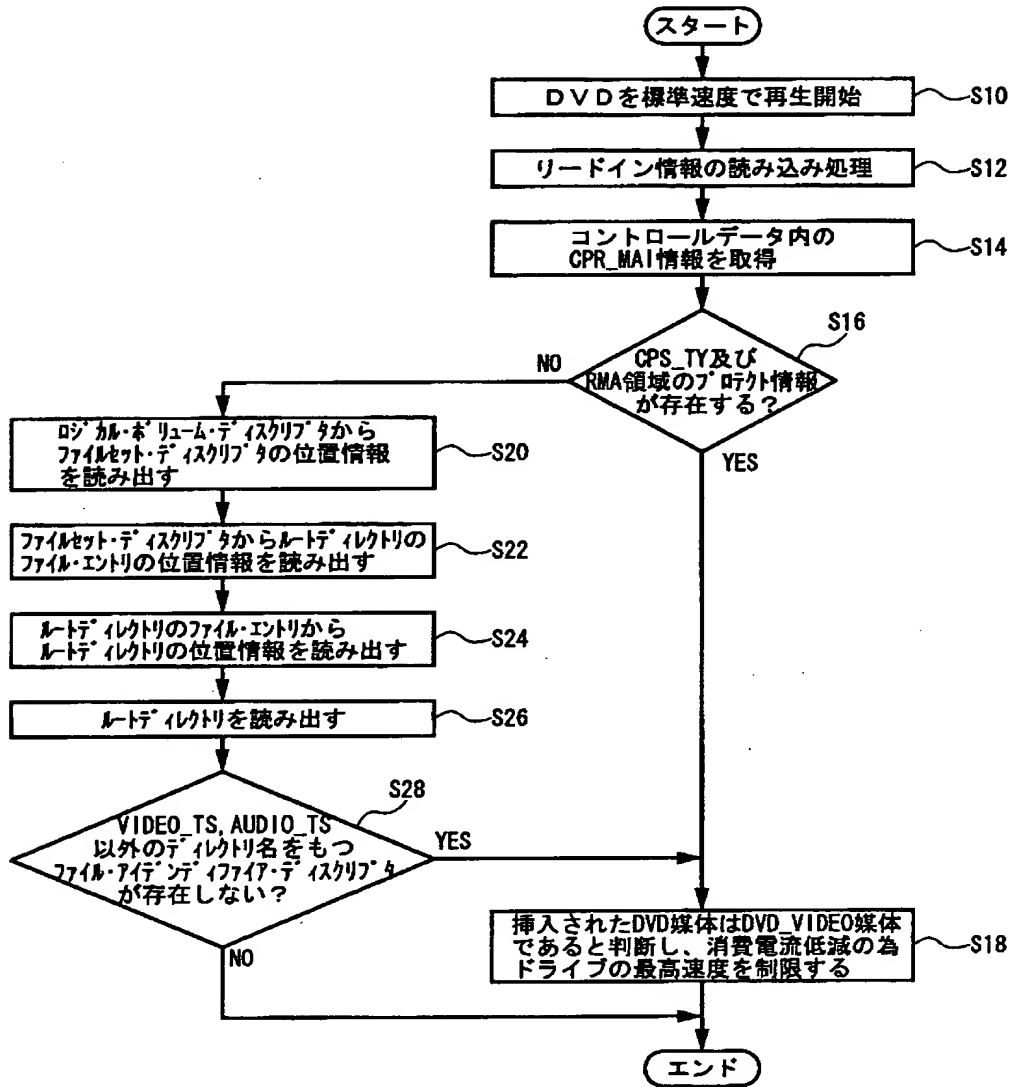 スタート
DVDを標準速度で再生開始
S10
リードイン情報の読み込み処理
S12
コントロールデータ内の
CPR_MAI情報を取得
S14
S16
CPS_TY及び
RMA領域のプロテクト情報
が存在する?
NO
YES
ロジカル・ボリューム・ディスクリプタから
ファイルセット・ディスクリプタの位置情報
を読み出す
S20
ファイルセット・ディスクリプタからルートディレクトリの
ファイル・エントリの位置情報を読み出す
S22
ルートディレクトリのファイル・エントリから
ルートディレクトリの位置情報を読み出す
S24
ルートディレクトリを読み出す
S26
S28
VIDEO_TS,AUDIO_TS
以外のディレクトリ名をもつ
ファイル・アイデンディファイア・ディスクリプタ
が存在しない?
YES
NO
挿入されたDVD媒体はDVD_VIDEO媒体
であると判断し、消費電流低減の為
ドライブの最高速度を制限する
S18
エンド